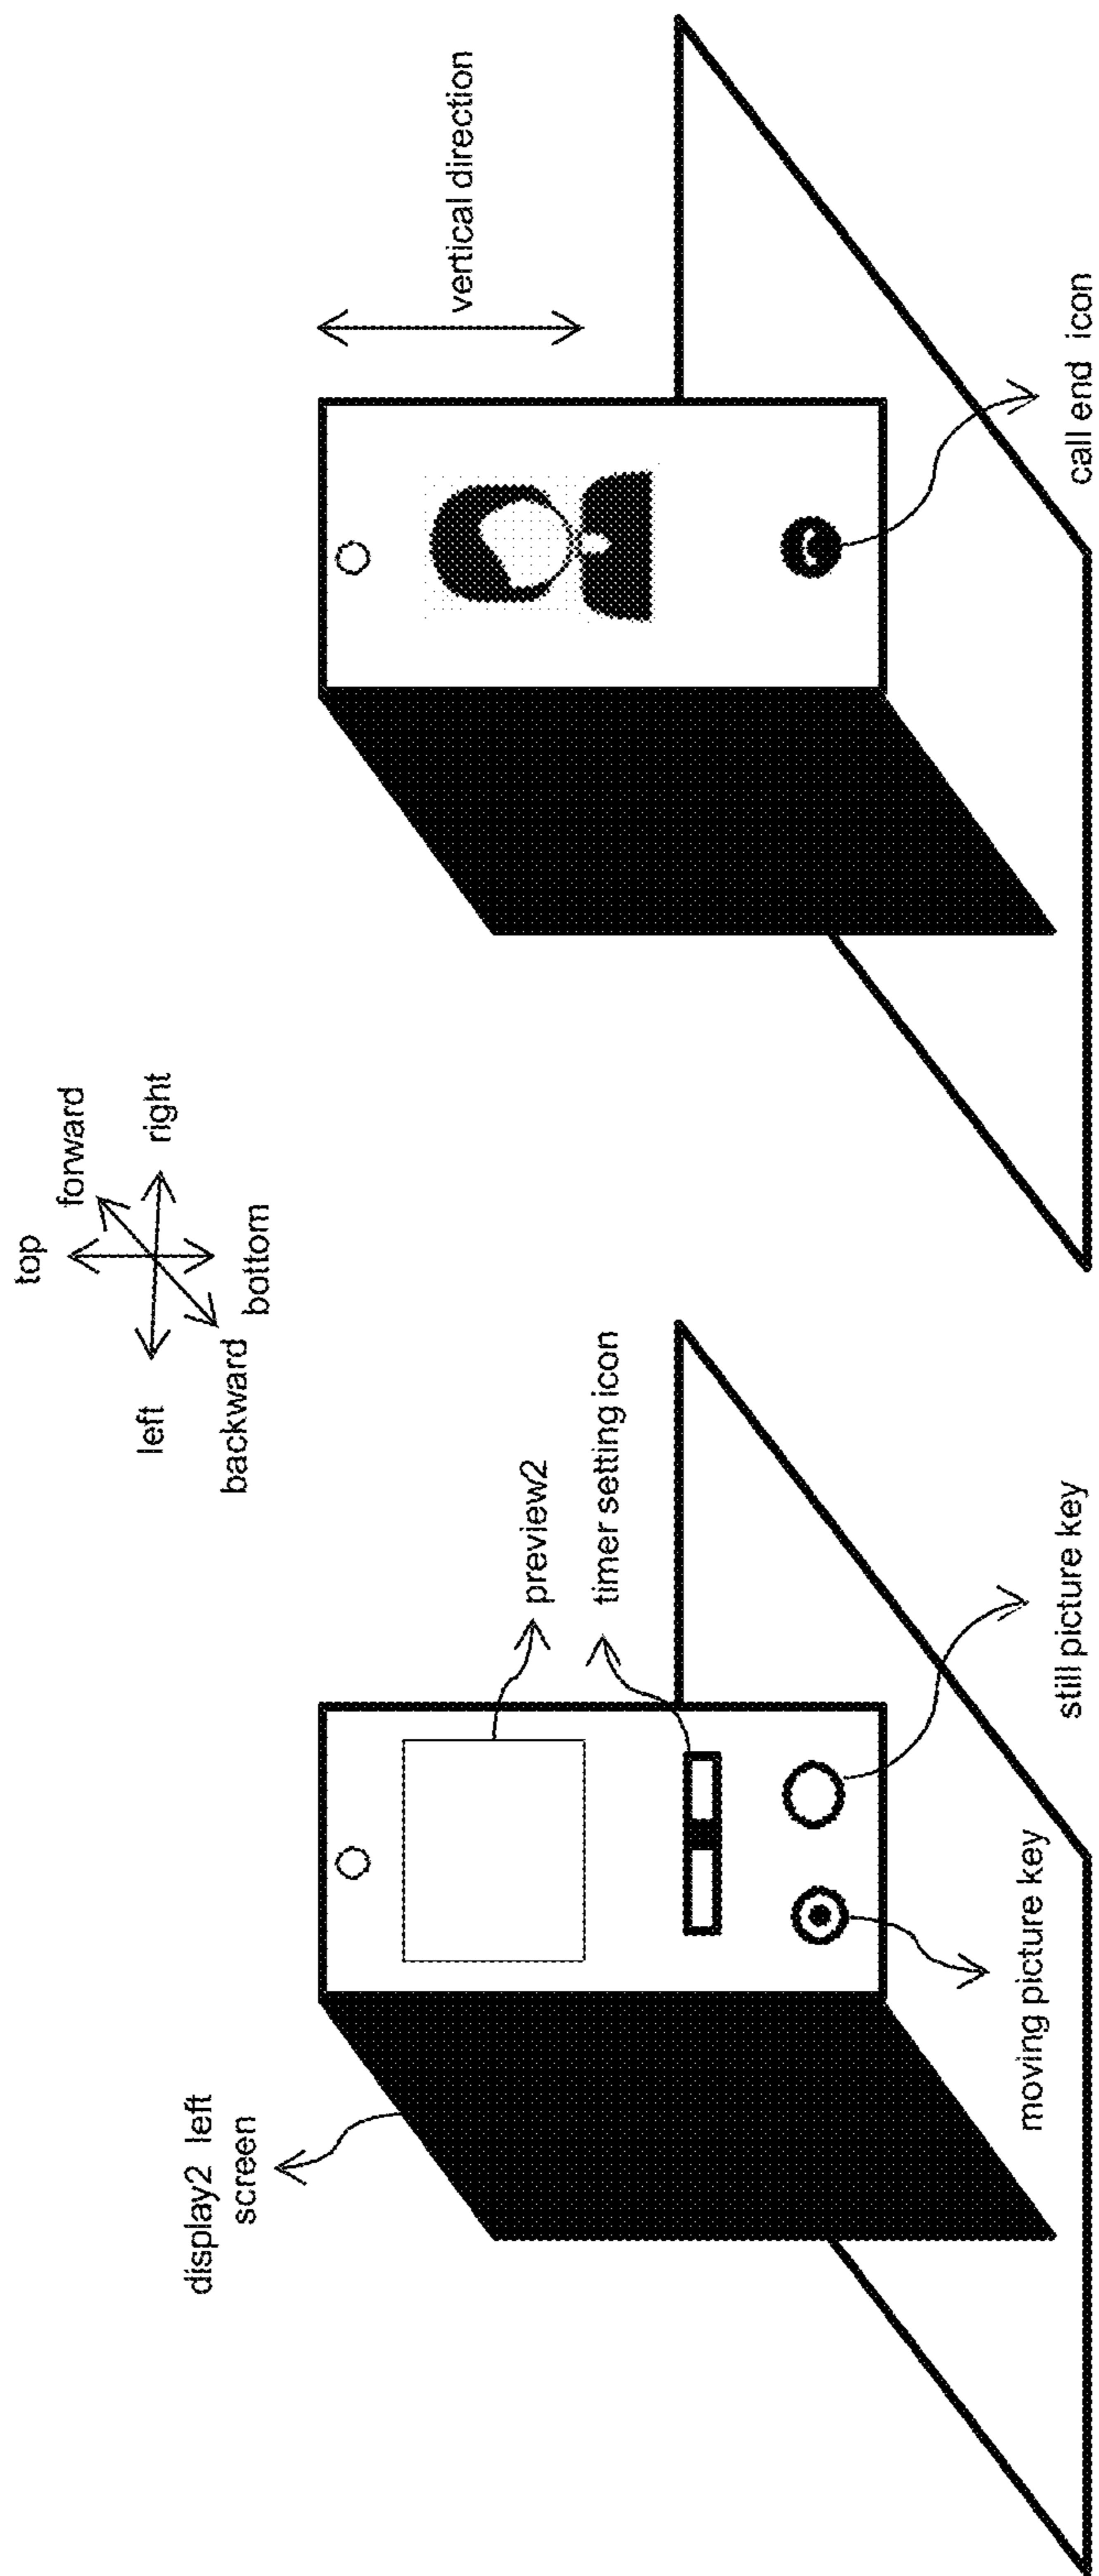 top
forward
left
right
backward
bottom
display2 left
screen
preview2
timer setting icon
moving picture key
still picture key
vertical direction
call end icon